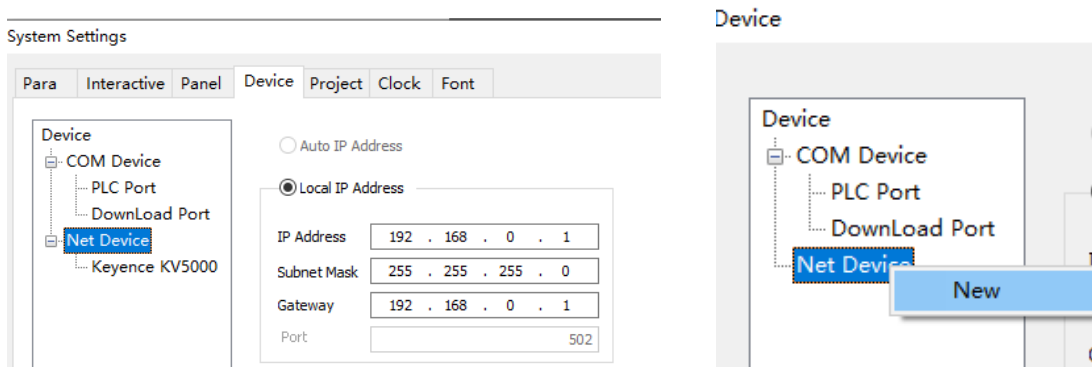 System Settings
Para Interactive Panel Device Project Clock Font
Device
COM Device
PLC Port
DownLoad Port
Net Device
Keyence KV5000
Auto IP Address
Local IP Address
IP Address 192 . 168 . 0 . 1
Subnet Mask 255 . 255 . 255 . 0
Gateway 192 . 168 . 0 . 1
Port 502
Device
Device
COM Device
PLC Port
DownLoad Port
Net Device
New